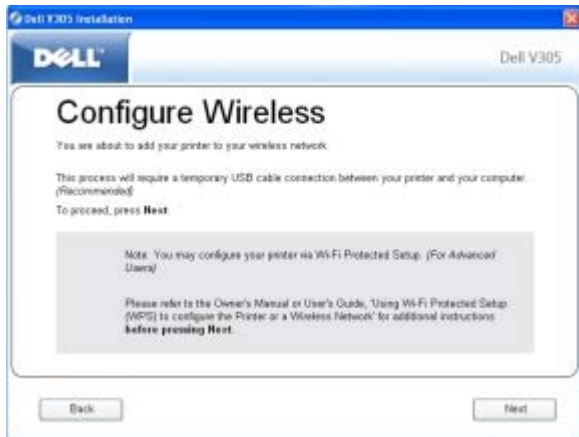 Dell V305 Installation
DELL™
Dell V305
Configure Wireless
You are about to add your printer to your wireless network.
This process will require a temporary USB cable connection between your printer and your computer.
(Recommended)
To proceed, press Next.
Note: You may configure your printer via Wi-Fi Protected Setup. (For Advanced
Users)
Please refer to the Owner's Manual or User's Guide, 'Using Wi-Fi Protected Setup
(WPS) to configure the Printer or a Wireless Network' for additional instructions
before pressing Next.
Back
Next